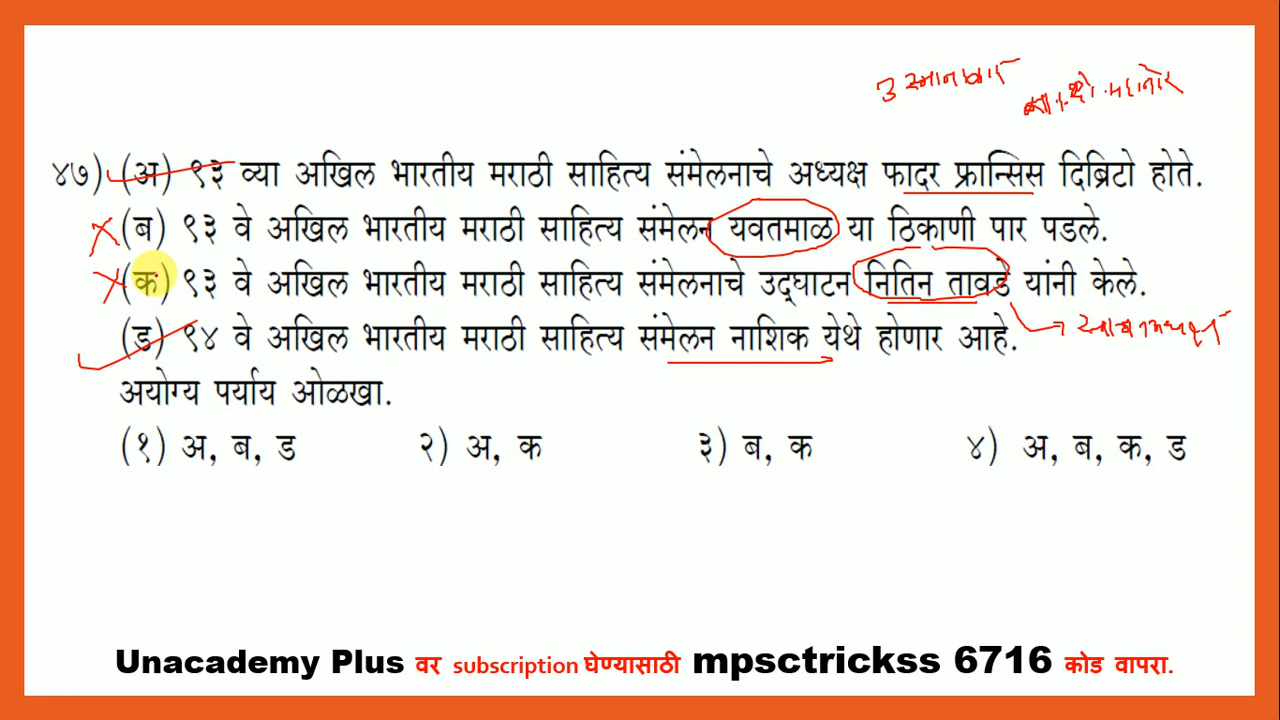 उस्मानाबाद
ना.धों.महानोर
४७) (अ) ९३ व्या अखिल भारतीय मराठी साहित्य संमेलनाचे अध्यक्ष फादर फ्रान्सिस दिब्रिटो होते.
(ब) ९३ वे अखिल भारतीय मराठी साहित्य संमेलन यवतमाळ या ठिकाणी पार पडले.
(क) ९३ वे अखिल भारतीय मराठी साहित्य संमेलनाचे उद्घाटन नितिन तावडे यांनी केले.
(ड) ९४ वे अखिल भारतीय मराठी साहित्य संमेलन नाशिक येथे होणार आहे.
अयोग्य पर्याय ओळखा.
(१) अ, ब, ड २) अ, क ३) ब, क ४) अ, ब, क, ड
Unacademy Plus वर subscription घेण्यासाठी mpsctrickss 6716 कोड वापरा.